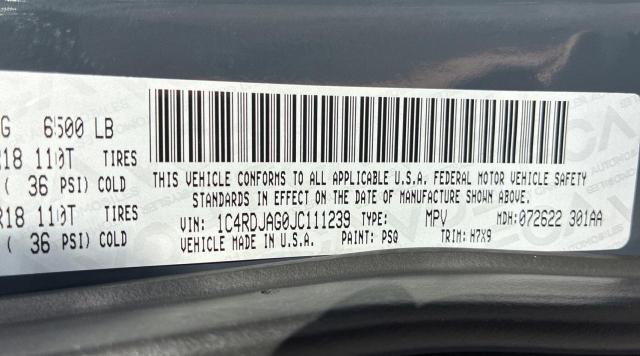 G 6500 LB
R18 110T TIRES
( 36 PSI) COLD
R18 110T TIRES
( 36 PSI) COLD
THIS VEHICLE CONFORMS TO ALL APPLICABLE U.S.A. FEDERAL MOTOR VEHICLE SAFETY
STANDARDS IN EFFECT ON THE DATE OF MANUFACTURE SHOWN ABOVE.
VIN: 1C4RDJAG0JC111239 TYPE: MPV MDH: 072622 301AA
VEHICLE MADE IN U.S.A. PAINT: PSQ TRIM: H7X9